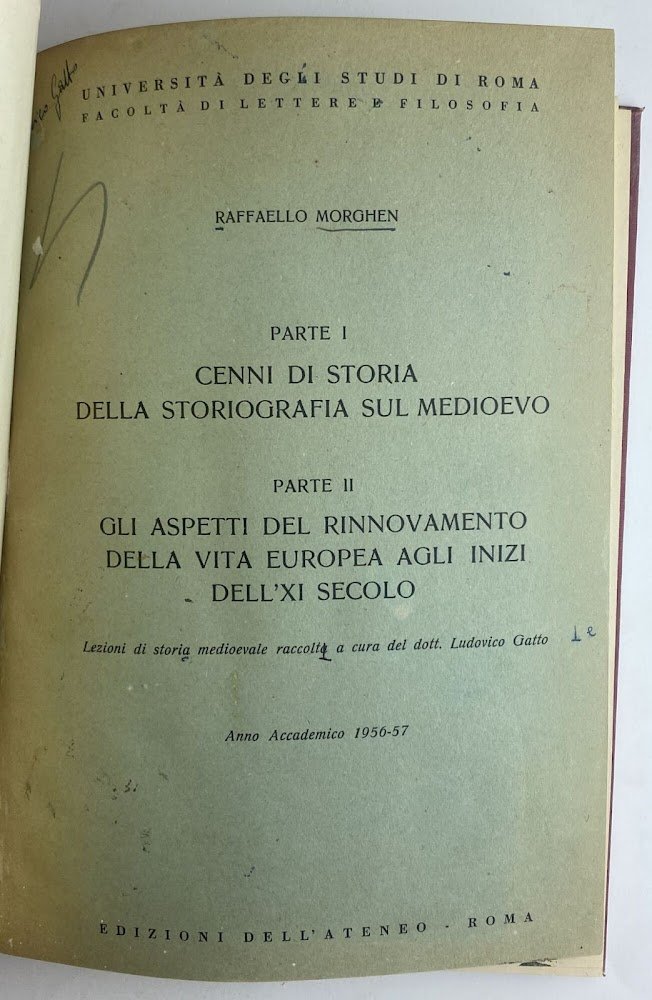 Gatto
UNIVERSITÀ DEGLI STUDI DI ROMA
FACOLTÀ DI LETTERE E FILOSOFIA
RAFFAELLO MORGHEN
PARTE I
CENNI DI STORIA
DELLA STORIOGRAFIA SUL MEDIOEVO
PARTE II
GLI ASPETTI DEL RINNOVAMENTO
DELLA VITA EUROPEA AGLI INIZI
DELL'XI SECOLO
Lezioni di storia medioevale raccolta a cura del dott. Ludovico Gatto
Anno Accademico 1956-57
EDIZIONI DELL'ATENEO - ROMA